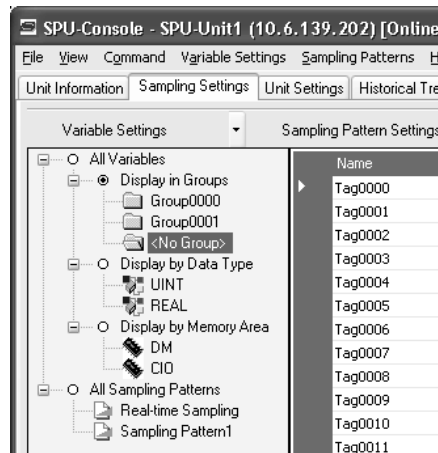 SPU-Console - SPU-Unit1 (10.6.139.202) [Online
File View Command Variable Settings Sampling Patterns H
Unit Information Sampling Settings Unit Settings Historical Tre
Variable Settings Sampling Pattern Settings
All Variables
Display in Groups
Group0000
Group0001
<No Group>
Display by Data Type
UINT
REAL
Display by Memory Area
DM
CIO
All Sampling Patterns
Real-time Sampling
Sampling Pattern1
Name
Tag0000
Tag0001
Tag0002
Tag0003
Tag0004
Tag0005
Tag0006
Tag0007
Tag0008
Tag0009
Tag0010
Tag0011